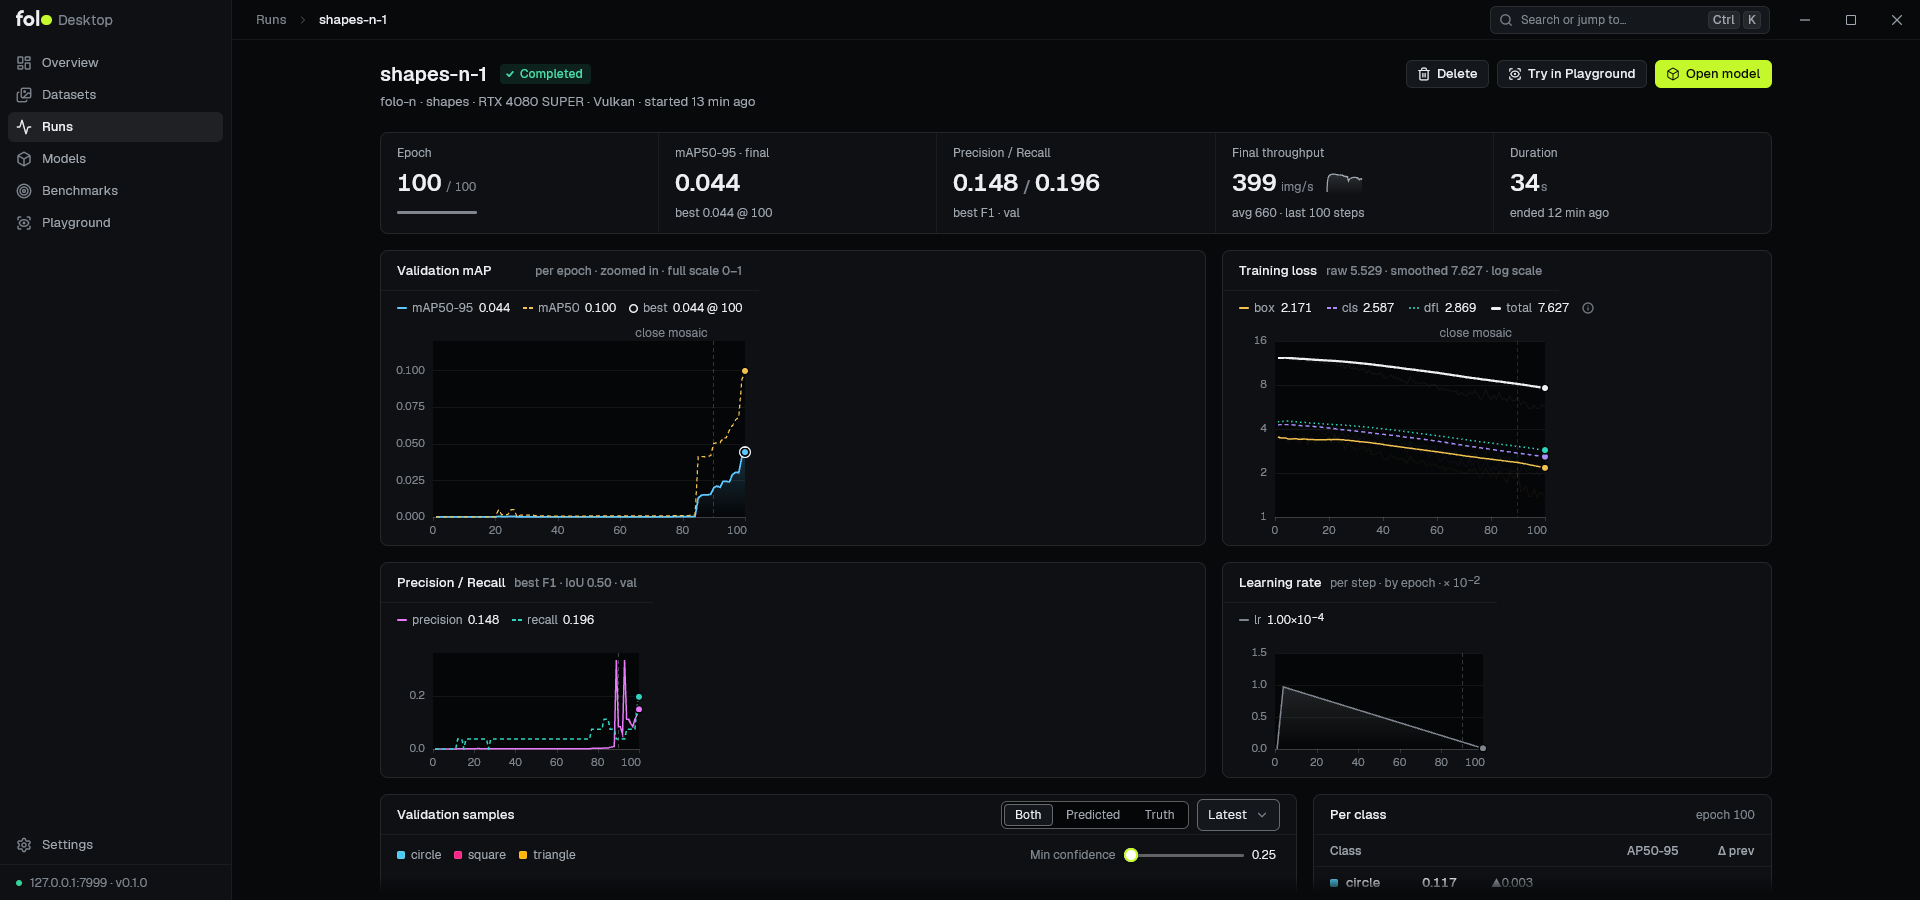 folo Desktop
Runs > shapes-n-1
Search or jump to... Ctrl K
Overview
Datasets
Runs
Models
Benchmarks
Playground
Settings
127.0.0.1:7999 · v0.1.0
shapes-n-1 Completed
Delete Try in Playground Open model
folo-n · shapes · RTX 4080 SUPER · Vulkan · started 13 min ago
Epoch
100 / 100
mAP50-95 · final
0.044
best 0.044 @ 100
Precision / Recall
0.148 / 0.196
best F1 · val
Final throughput
399 img/s
avg 660 · last 100 steps
Duration
34s
ended 12 min ago
Validation mAP per epoch · zoomed in · full scale 0–1
mAP50-95 0.044 mAP50 0.100 best 0.044 @ 100
close mosaic
0.100
0.075
0.050
0.025
0.000
0 20 40 60 80 100
Training loss raw 5.529 · smoothed 7.627 · log scale
box 2.171 cls 2.587 dfl 2.869 total 7.627
close mosaic
16
8
4
2
1
0 20 40 60 80 100
Precision / Recall best F1 · IoU 0.50 · val
precision 0.148 recall 0.196
0.2
0.0
0 20 40 60 80 100
Learning rate per step · by epoch · × 10⁻²
lr 1.00×10⁻⁴
1.5
1.0
0.5
0.0
0 20 40 60 80 100
Validation samples Both Predicted Truth Latest
circle square triangle Min confidence 0.25
Per class epoch 100
Class AP50-95 Δ prev
circle 0.117 ▲0.003